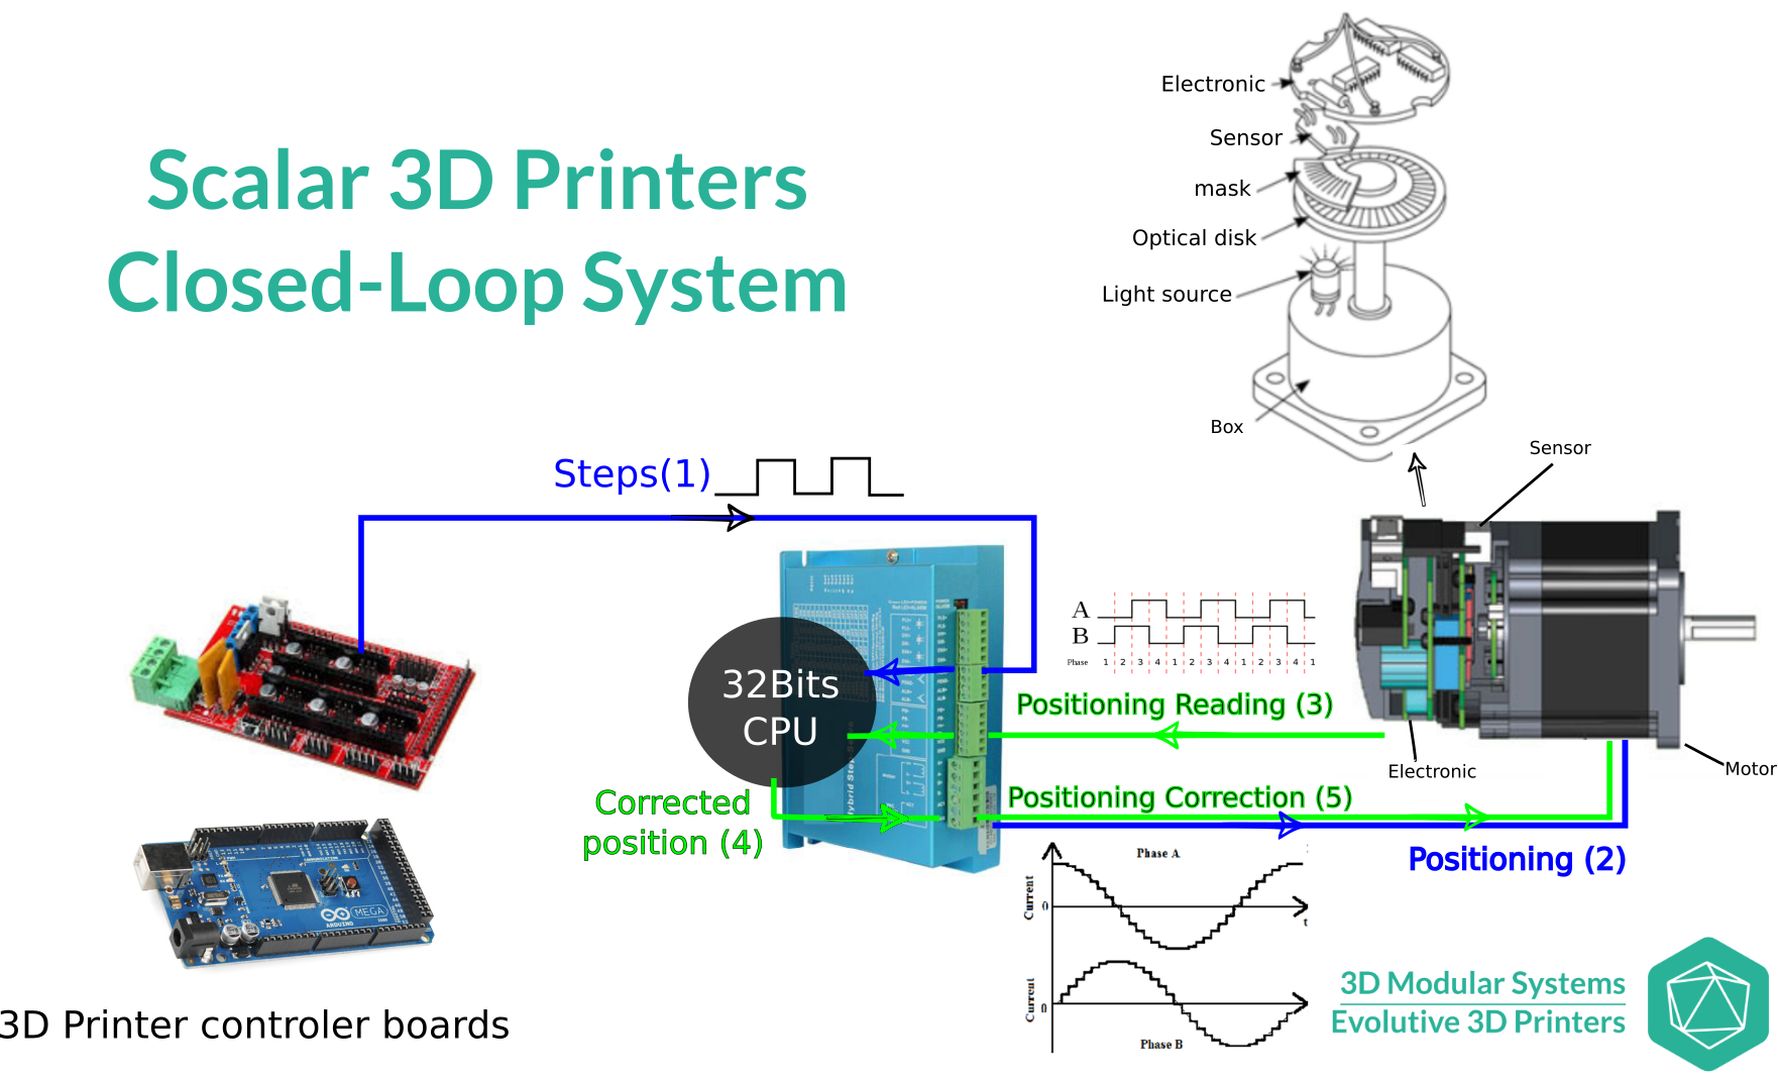 Scalar 3D Printers
Closed-Loop System
Electronic
Sensor
mask
Optical disk
Light source
Box
Sensor
Steps(1)
A
B
Phase 1 2 3 4 1 2 3 4 1 2 3 4 1
32Bits
CPU
Positioning Reading (3)
Electronic
Motor
Corrected
position (4)
Positioning Correction (5)
Positioning (2)
Phase A
Current
0
t
Current
0
Phase B
MEGA
ARDUINO
3D Printer controler boards
3D Modular Systems
Evolutive 3D Printers